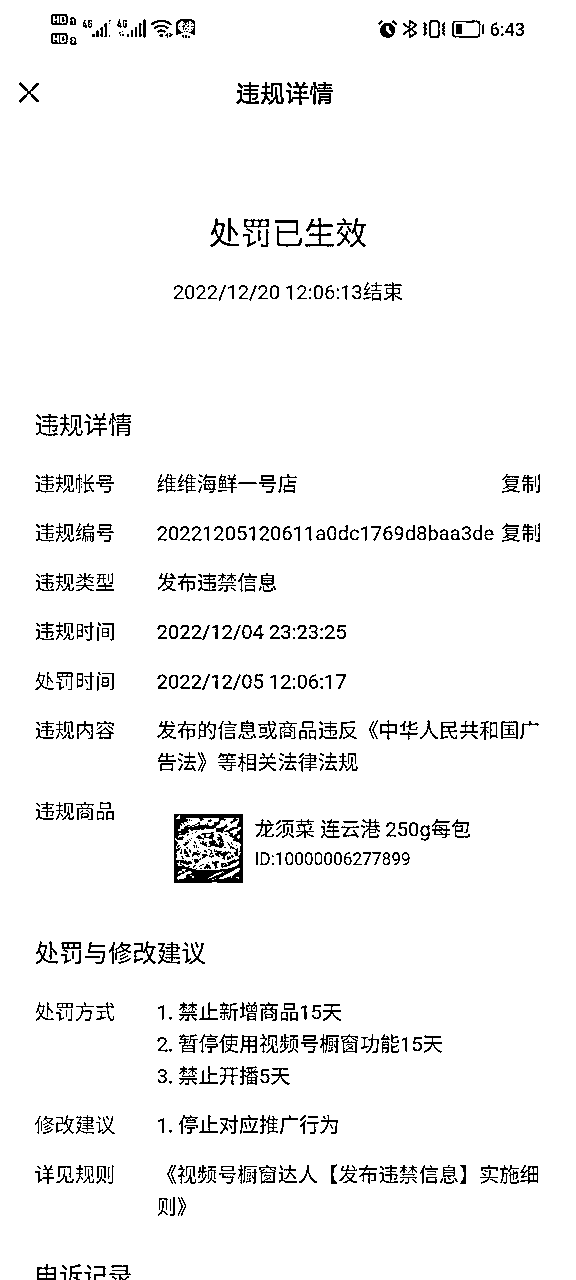 HD 4G 4G 6:43
HD 2
违规详情
处罚已生效
2022/12/20 12:06:13结束
违规详情
违规帐号 维维海鲜一号店 复制
违规编号 20221205120611a0dc1769d8baa3de 复制
违规类型 发布违禁信息
违规时间 2022/12/04 23:23:25
处罚时间 2022/12/05 12:06:17
违规内容 发布的信息或商品违反《中华人民共和国广
告法》等相关法律法规
违规商品 龙须菜 连云港 250g每包
ID:10000006277899
处罚与修改建议
处罚方式 1. 禁止新增商品15天
2. 暂停使用视频号橱窗功能15天
3. 禁止开播5天
修改建议 1. 停止对应推广行为
详见规则 《视频号橱窗达人【发布违禁信息】实施细
则》
申诉记录